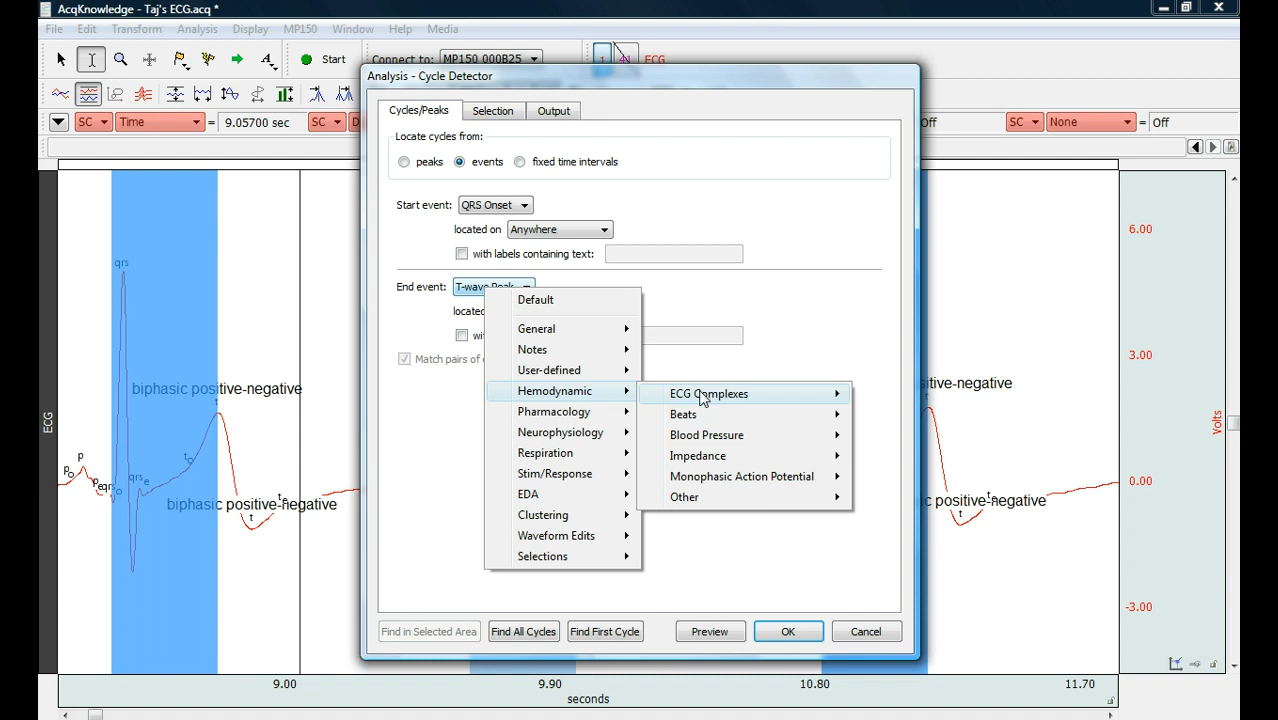 AcqKnowledge - Taj's ECG.acq *
File Edit Transform Analysis Display MP150 Window Help Media
Start Connect to: MP150 000B25 1 ECG
Analysis - Cycle Detector
SC Time = 9.05700 sec SC Off SC None = Off
Cycles/Peaks Selection Output
Locate cycles from:
peaks events fixed time intervals
Start event: QRS Onset
located on Anywhere
with labels containing text:
End event: T-wave Peak
located
Match pairs of
Default
General
Notes
User-defined
Hemodynamic
Pharmacology
Neurophysiology
Respiration
Stim/Response
EDA
Clustering
Waveform Edits
Selections
ECG Complexes
Beats
Blood Pressure
Impedance
Monophasic Action Potential
Other
Find in Selected Area Find All Cycles Find First Cycle Preview OK Cancel
ECG
qrs
biphasic positive-negative
t
p
biphasic positive-negative
t
6.00
3.00
0.00
-3.00
Volts
9.00 9.90 10.80 11.70
seconds